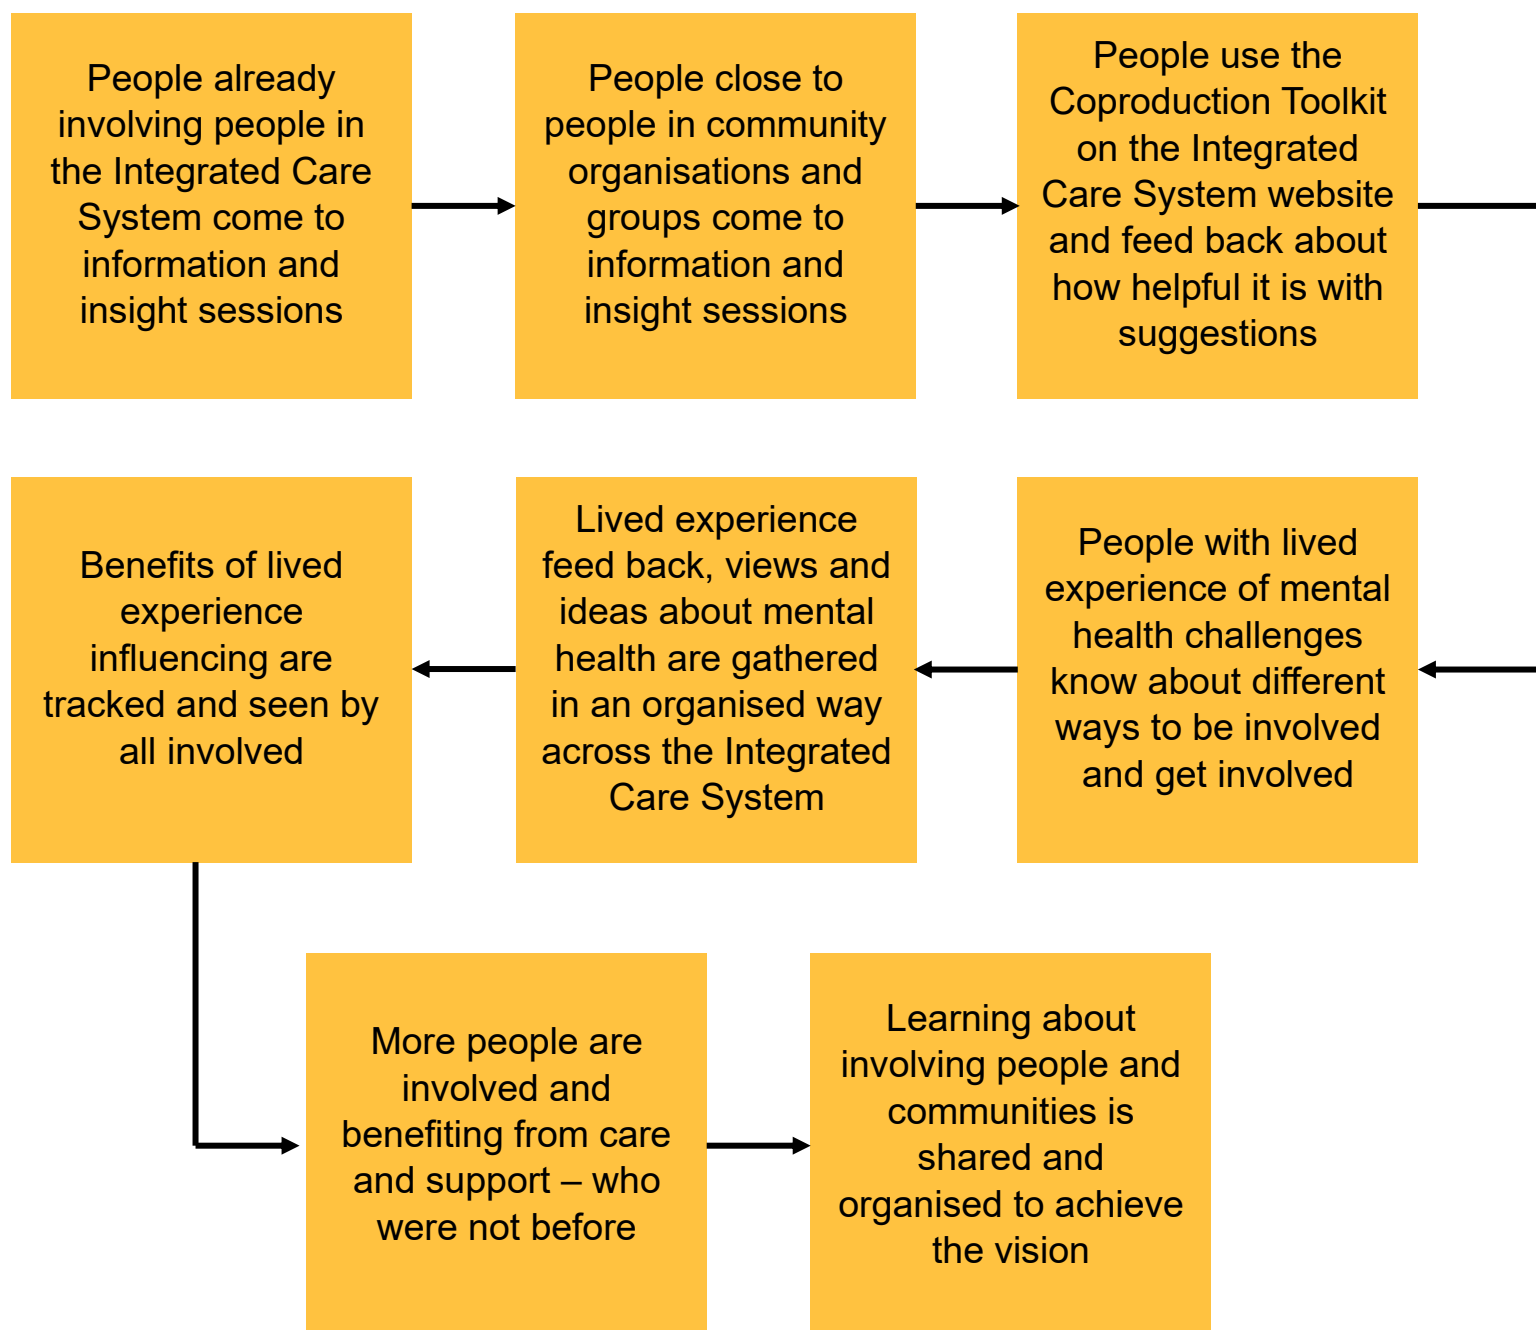 People already
involving people in
the Integrated Care
System come to
information and
insight sessions
People close to
people in community
organisations and
groups come to
information and
insight sessions
People use the
Coproduction Toolkit
on the Integrated
Care System website
and feed back about
how helpful it is with
suggestions
People with lived
experience of mental
health challenges
know about different
ways to be involved
and get involved
Lived experience
feed back, views and
ideas about mental
health are gathered
in an organised way
across the Integrated
Care System
Benefits of lived
experience
influencing are
tracked and seen by
all involved
More people are
involved and
benefiting from care
and support – who
were not before
Learning about
involving people and
communities is
shared and
organised to achieve
the vision